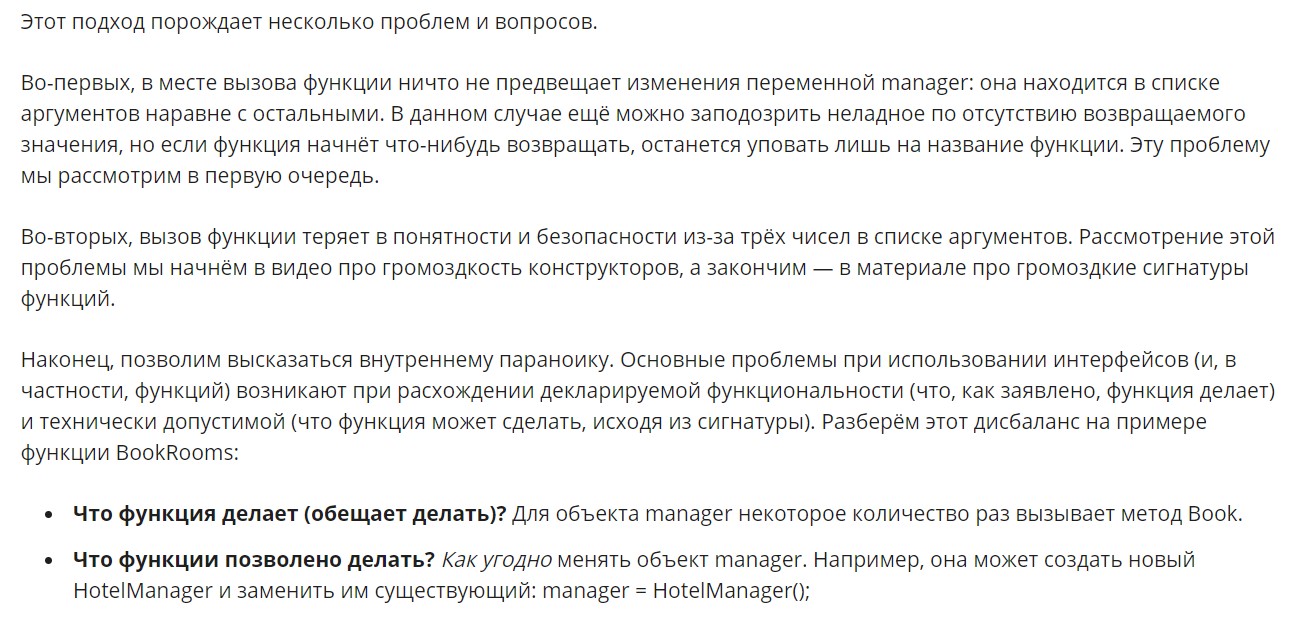 Этот подход порождает несколько проблем и вопросов.
Во-первых, в месте вызова функции ничто не предвещает изменения переменной manager: она находится в списке
аргументов наравне с остальными. В данном случае ещё можно заподозрить неладное по отсутствию возвращаемого
значения, но если функция начнёт что-нибудь возвращать, останется уповать лишь на название функции. Эту проблему
мы рассмотрим в первую очередь.
Во-вторых, вызов функции теряет в понятности и безопасности из-за трёх чисел в списке аргументов. Рассмотрение этой
проблемы мы начнём в видео про громоздкость конструкторов, а закончим — в материале про громоздкие сигнатуры
функций.
Наконец, позволим высказаться внутреннему параноику. Основные проблемы при использовании интерфейсов (и, в
частности, функций) возникают при расхождении декларируемой функциональности (что, как заявлено, функция делает)
и технически допустимой (что функция может сделать, исходя из сигнатуры). Разберём этот дисбаланс на примере
функции BookRooms:
• Что функция делает (обещает делать)? Для объекта manager некоторое количество раз вызывает метод Book.
• Что функции позволено делать? Как угодно менять объект manager. Например, она может создать новый
HotelManager и заменить им существующий: manager = HotelManager();